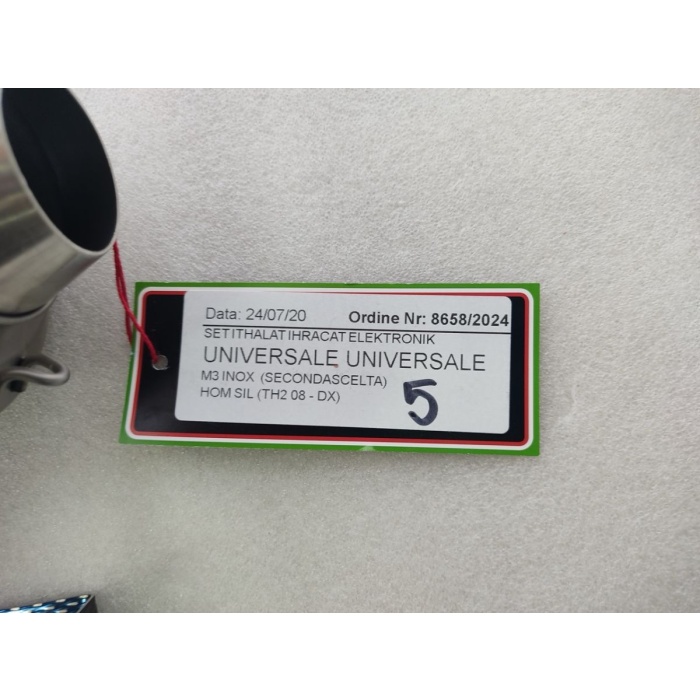 Data: 24/07/20 Ordine Nr: 8658/2024
SET ITHALAT IHRACAT ELEKTRONIK
UNIVERSALE UNIVERSALE
M3 INOX (SECONDASCELTA)
HOM SIL (TH2 08 - DX)
5